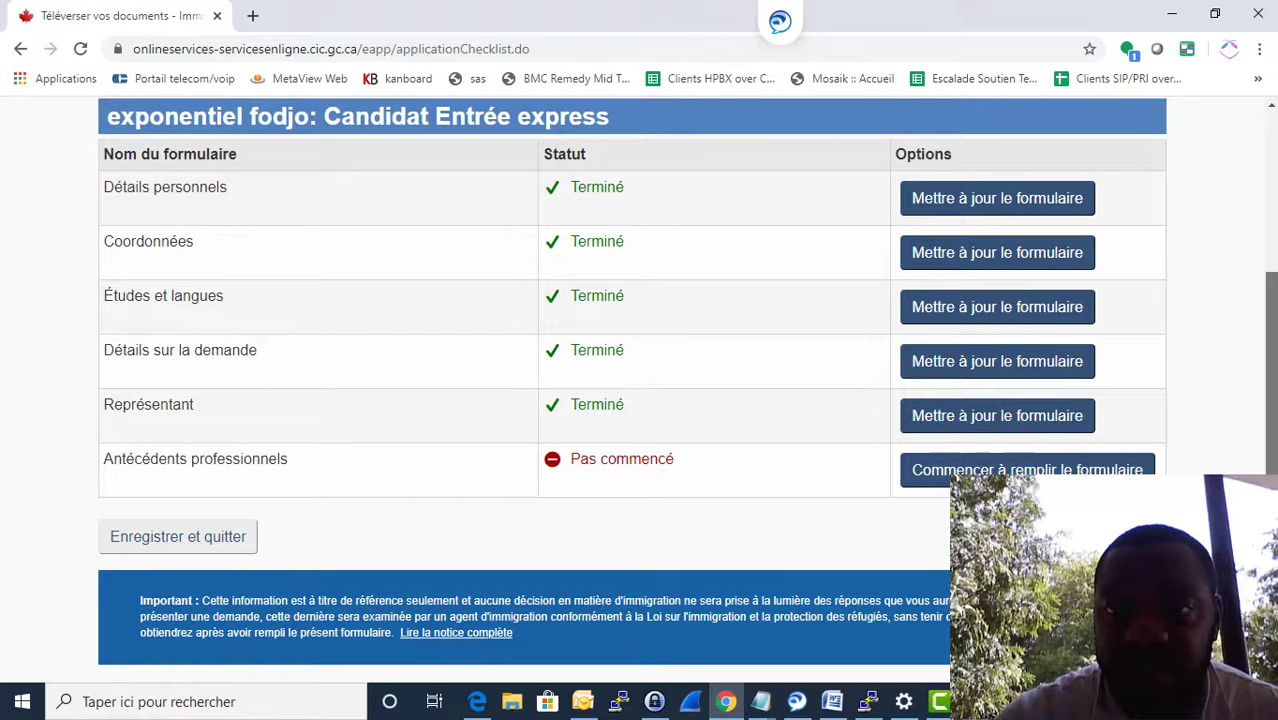 Téléverser vos documents - Immi
onlineservices-servicesenligne.cic.gc.ca/eapp/applicationChecklist.do
1
Applications
Portail telecom/voip
MetaView Web
KB kanboard
sas
BMC Remedy Mid T...
Clients HPBX over C...
Mosaik :: Accueil
Escalade Soutien Te...
Clients SIP/PRI over...
»
exponentiel fodjo: Candidat Entrée express
Nom du formulaire Statut Options
Détails personnels Terminé Mettre à jour le formulaire
Coordonnées Terminé Mettre à jour le formulaire
Études et langues Terminé Mettre à jour le formulaire
Détails sur la demande Terminé Mettre à jour le formulaire
Représentant Terminé Mettre à jour le formulaire
Antécédents professionnels Pas commencé Commencer à remplir le formulaire
Enregistrer et quitter
Important : Cette information est à titre de référence seulement et aucune décision en matière d'immigration ne sera prise à la lumière des réponses que vous aur
présenter une demande, cette dernière sera examinée par un agent d'immigration conformément à la Loi sur l'immigration et la protection des réfugiés, sans tenir
obtiendrez après avoir rempli le présent formulaire. Lire la notice complète
Taper ici pour rechercher